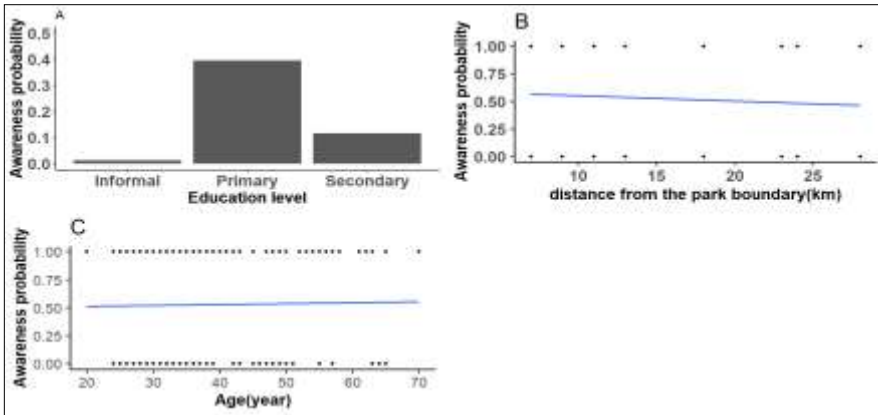 A
Awareness probability
0.5
0.4
0.3
0.2
0.1
0.0
Informal Primary Secondary
Education level
B
Awareness probability
1.00
0.75
0.50
0.25
0.00
10 15 20 25
distance from the park boundary(km)
C
Awareness probability
1.00
0.75
0.50
0.25
0.00
20 30 40 50 60 70
Age(year)